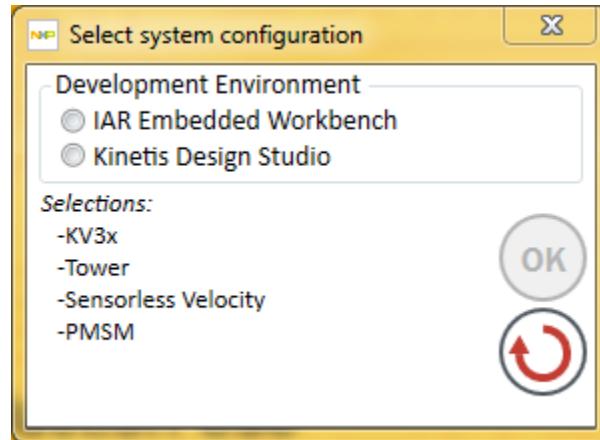 NXP Select system configuration
Development Environment
IAR Embedded Workbench
Kinetis Design Studio
Selections:
-KV3x
-Tower
-Sensorless Velocity
-PMSM
OK